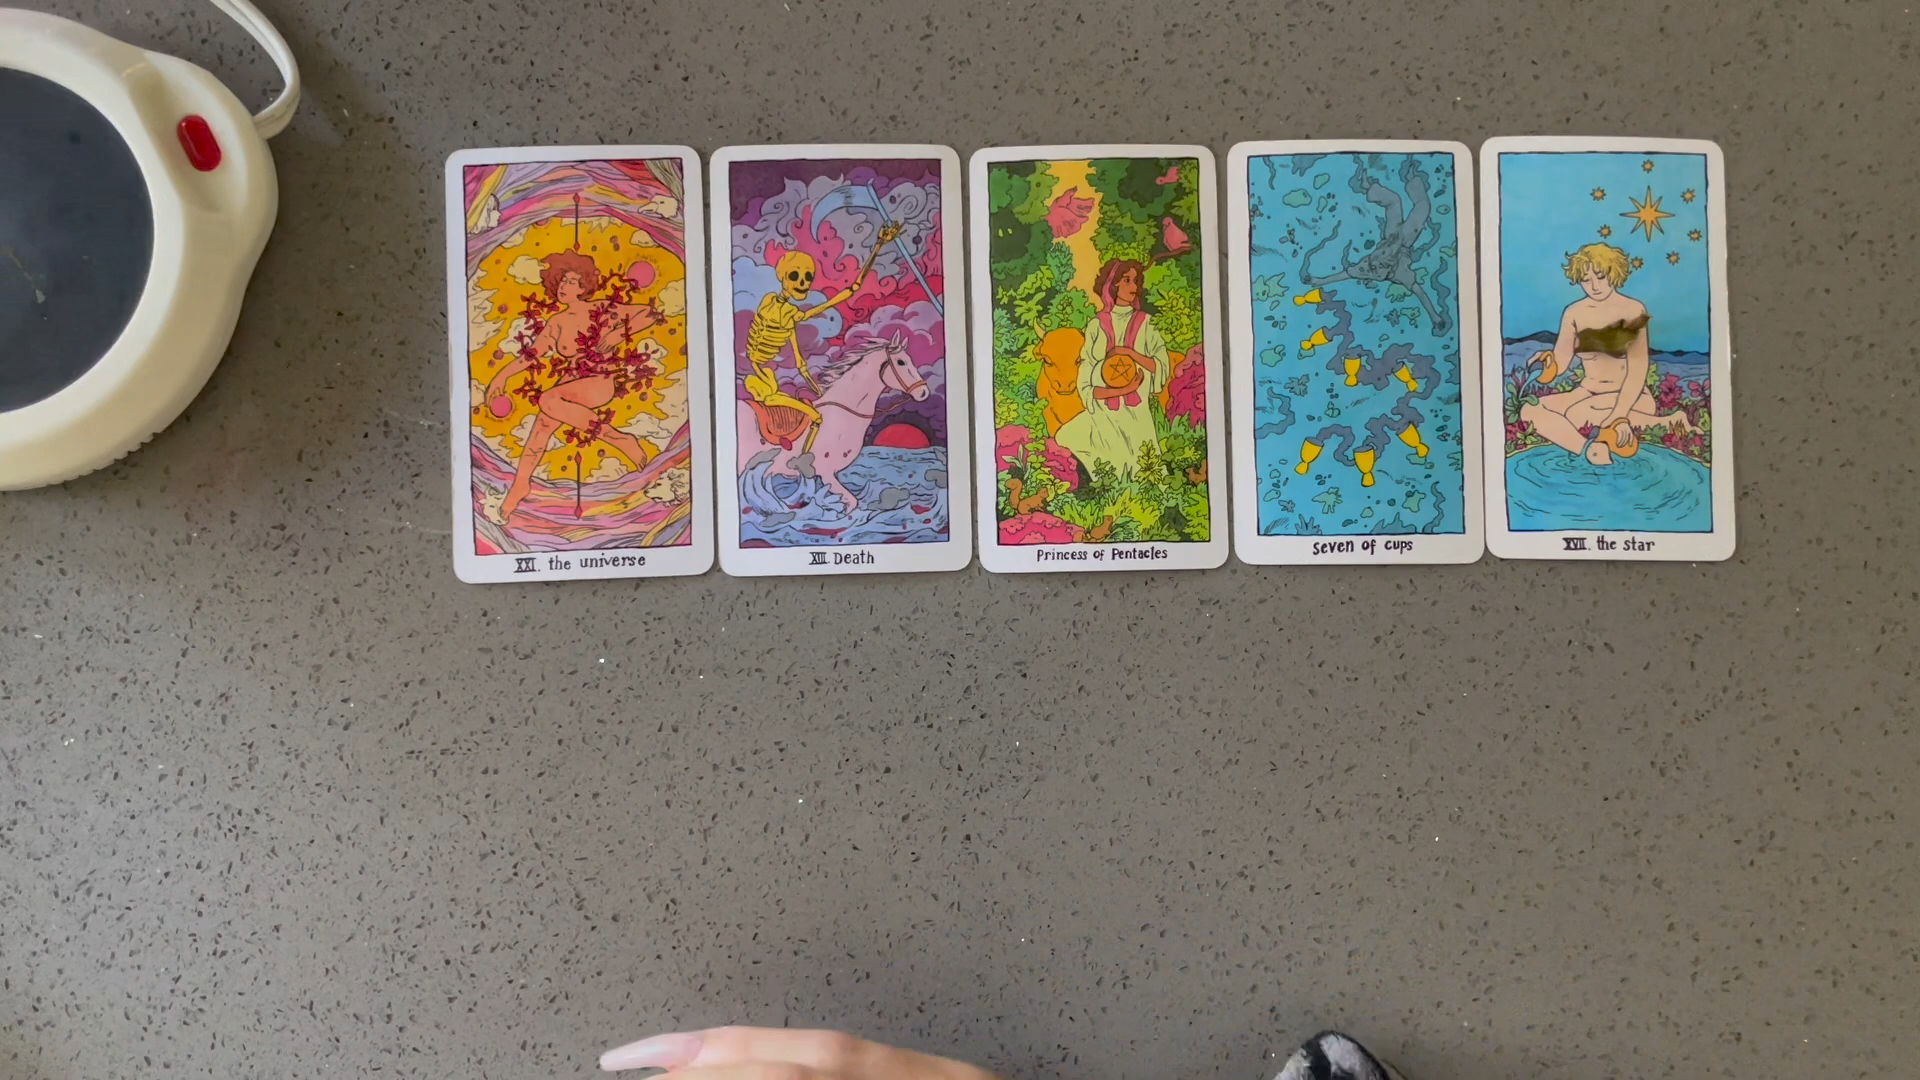 XXI. the universe
XIII. Death
Princess of Pentacles
seven of cups
XVII. the star